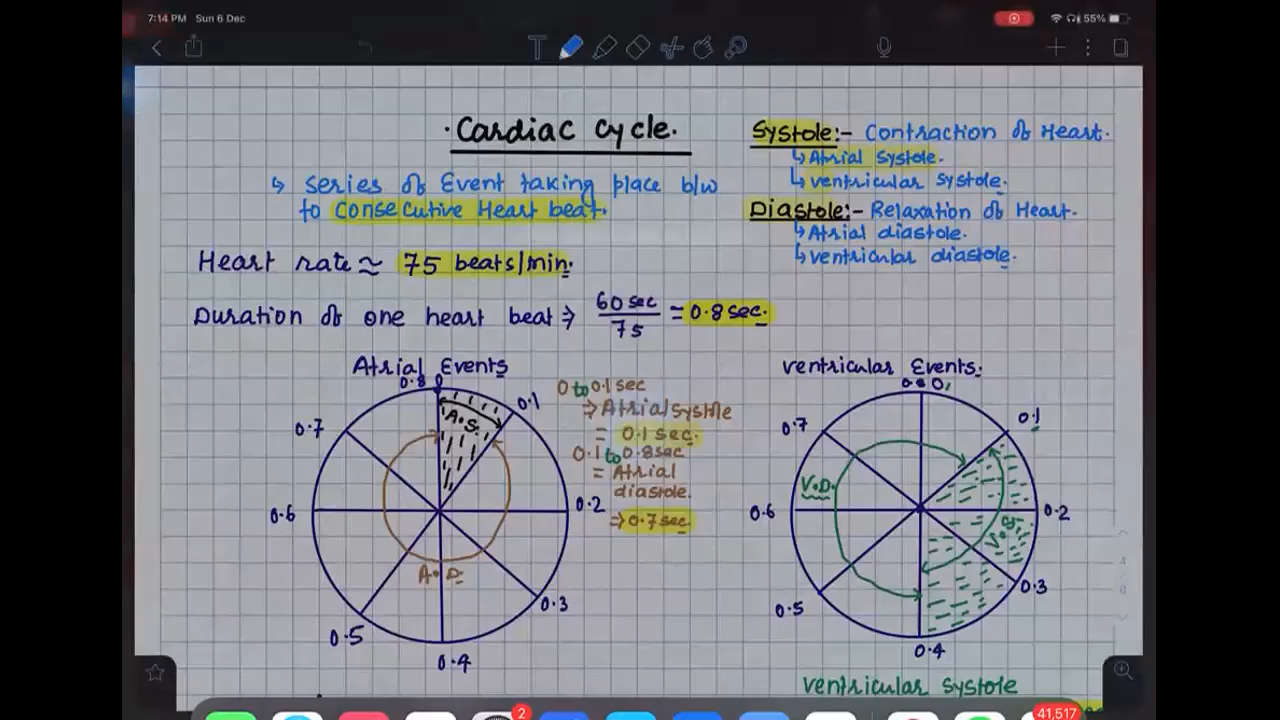 7:14 PM Sun 6 Dec
55%
Cardiac Cycle.
↳ Series of Event taking place b/w
to Consecutive Heart beat.
Heart rate ≈ 75 beats/min.
Duration of one heart beat ⇒ 60 sec / 75 = 0.8 sec.
Systole:- Contraction of Heart.
↳ Atrial Systole.
↳ ventricular systole.
Diastole:- Relaxation of Heart.
↳ Atrial diastole.
↳ ventricular diastole.
Atrial Events
0.8 0
0.1
0.2
0.3
0.4
0.5
0.6
0.7
A.S.
A.D.
0 to 0.1 sec
⇒ Atrial systole
= 0.1 sec.
0.1 to 0.8 sec
= Atrial
diastole.
⇒ 0.7 sec
ventricular Events.
0.8 0
0.1
0.2
0.3
0.4
0.5
0.6
0.7
V.D.
V.S.
ventricular systole
2
41,517